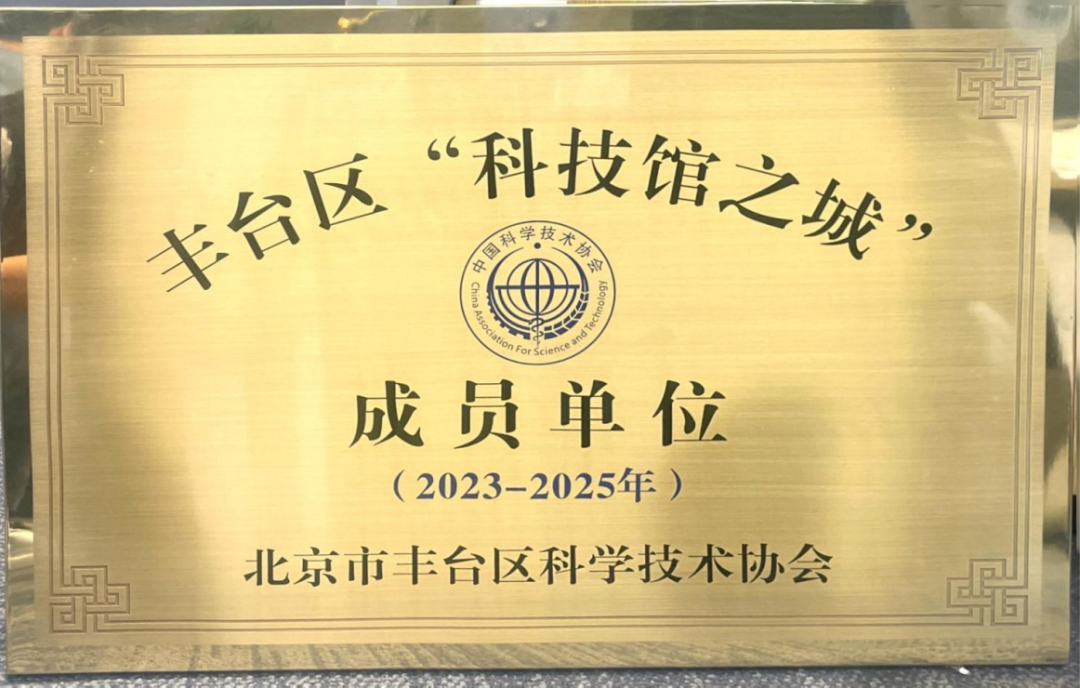 丰台区“科技馆之城”
中国科学技术协会
China Association For Science and Technology
成员单位
（2023-2025年）
北京市丰台区科学技术协会